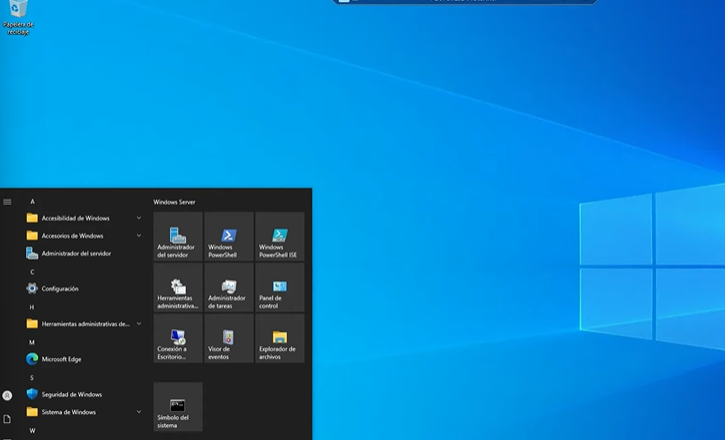 Papelera de
reciclaje
A
Accesibilidad de Windows
Accesorios de Windows
Administrador del servidor
C
Configuración
H
Herramientas administrativas de...
M
Microsoft Edge
S
Seguridad de Windows
Sistema de Windows
W
Windows Server
Administrador
del servidor
Windows
PowerShell
Windows
PowerShell ISE
Herramientas
administrativa...
Administrador
de tareas
Panel de
control
Conexión a
Escritorio...
Visor de
eventos
Explorador de
archivos
Símbolo del
sistema